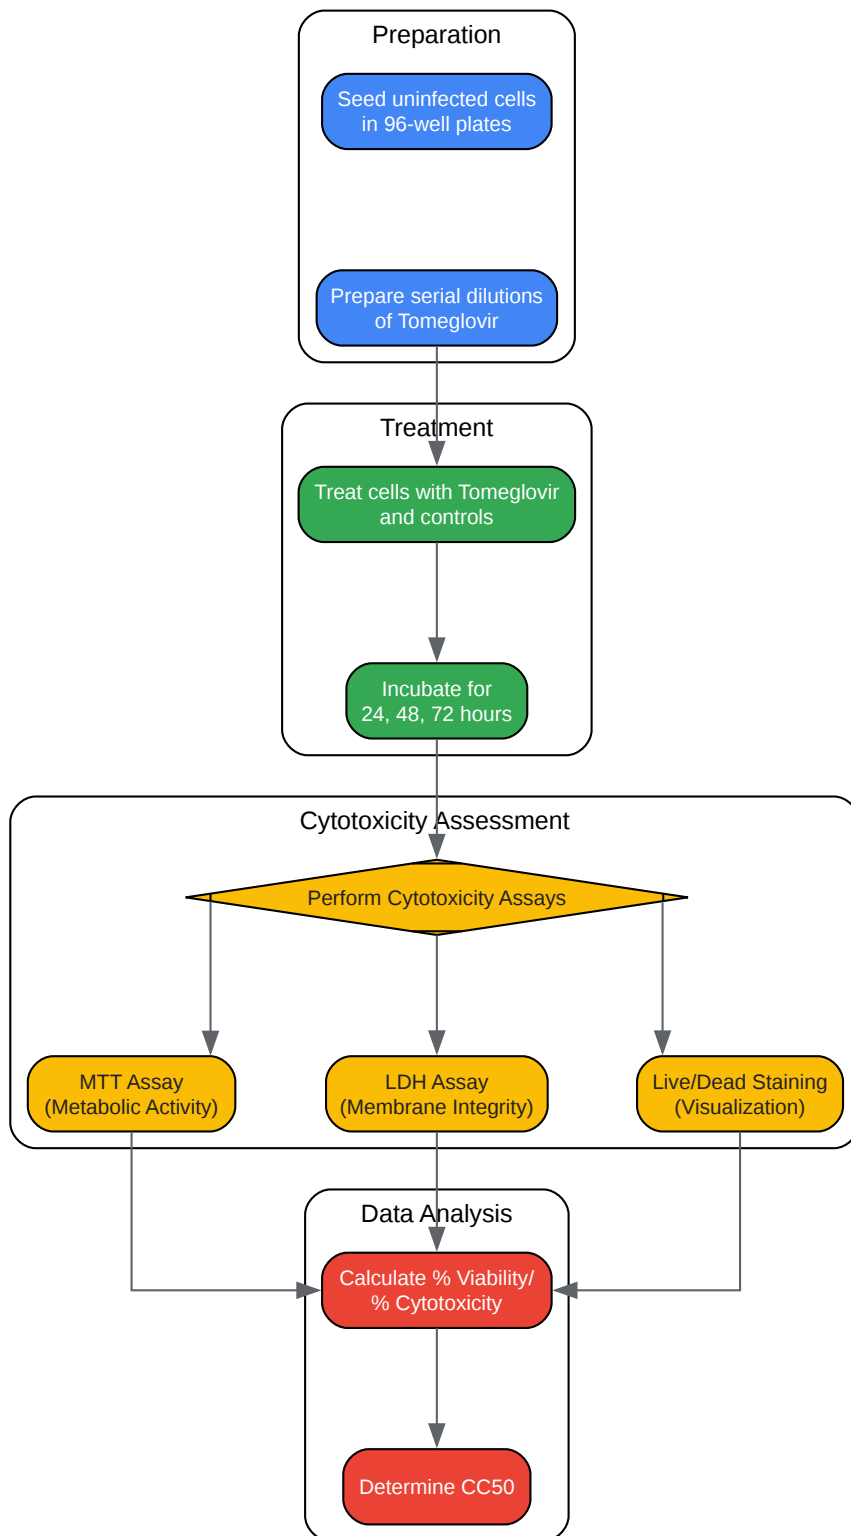 Preparation
Seed uninfected cells
in 96-well plates
Prepare serial dilutions
of Tomeglovir
Treatment
Treat cells with Tomeglovir
and controls
Incubate for
24, 48, 72 hours
Cytotoxicity Assessment
Perform Cytotoxicity Assays
MTT Assay
(Metabolic Activity)
LDH Assay
(Membrane Integrity)
Live/Dead Staining
(Visualization)
Data Analysis
Calculate % Viability/
% Cytotoxicity
Determine CC50